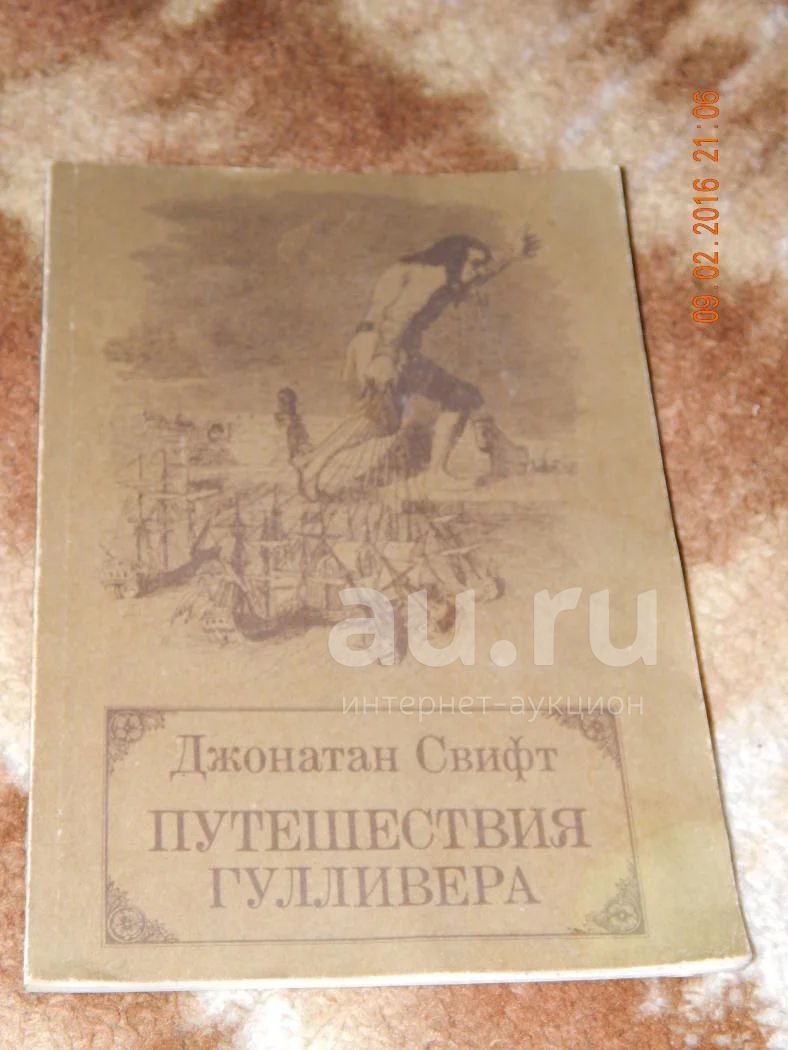 09.02.2016 21:06
au.ru
интернет-аукцион
Джонатан Свифт
ПУТЕШЕСТВИЯ
ГУЛЛИВЕРА